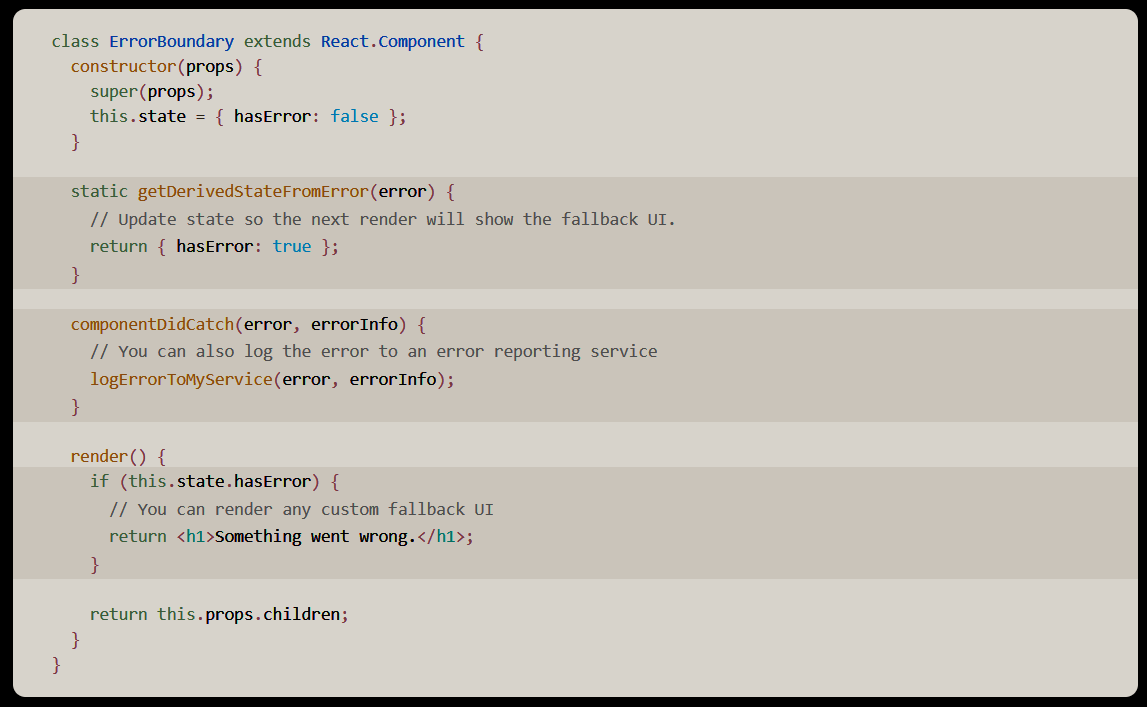 class ErrorBoundary extends React.Component {
  constructor(props) {
    super(props);
    this.state = { hasError: false };
  }

  static getDerivedStateFromError(error) {
    // Update state so the next render will show the fallback UI.
    return { hasError: true };
  }

  componentDidCatch(error, errorInfo) {
    // You can also log the error to an error reporting service
    logErrorToMyService(error, errorInfo);
  }

  render() {
    if (this.state.hasError) {
      // You can render any custom fallback UI
      return <h1>Something went wrong.</h1>;
    }

    return this.props.children;
  }
}